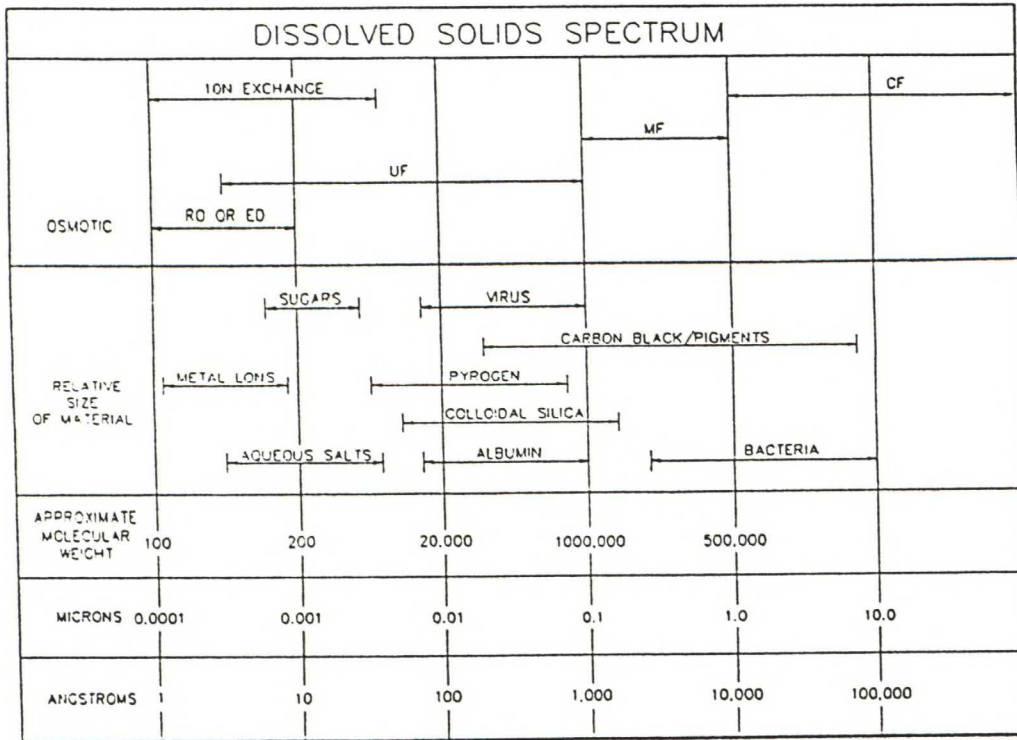 DISSOLVED SOLIDS SPECTRUM
CF
ION EXCHANGE
MF
UF
RO OR ED
OSMOTIC
SUGARS
VIRUS
CARBON BLACK/PIGMENTS
METAL LONS
PYROGEN
RELATIVE
SIZE
OF MATERIAL
COLLOIDAL SILICA
AQUEOUS SALTS
ALBUMIN
BACTERIA
APPROXIMATE
MOLECULAR
WEIGHT
100 200 20.000 1000,000 500,000
MICRONS 0.0001 0.001 0.01 0.1 1.0 10.0
ANGSTROMS 1 10 100 1,000 10,000 100,000